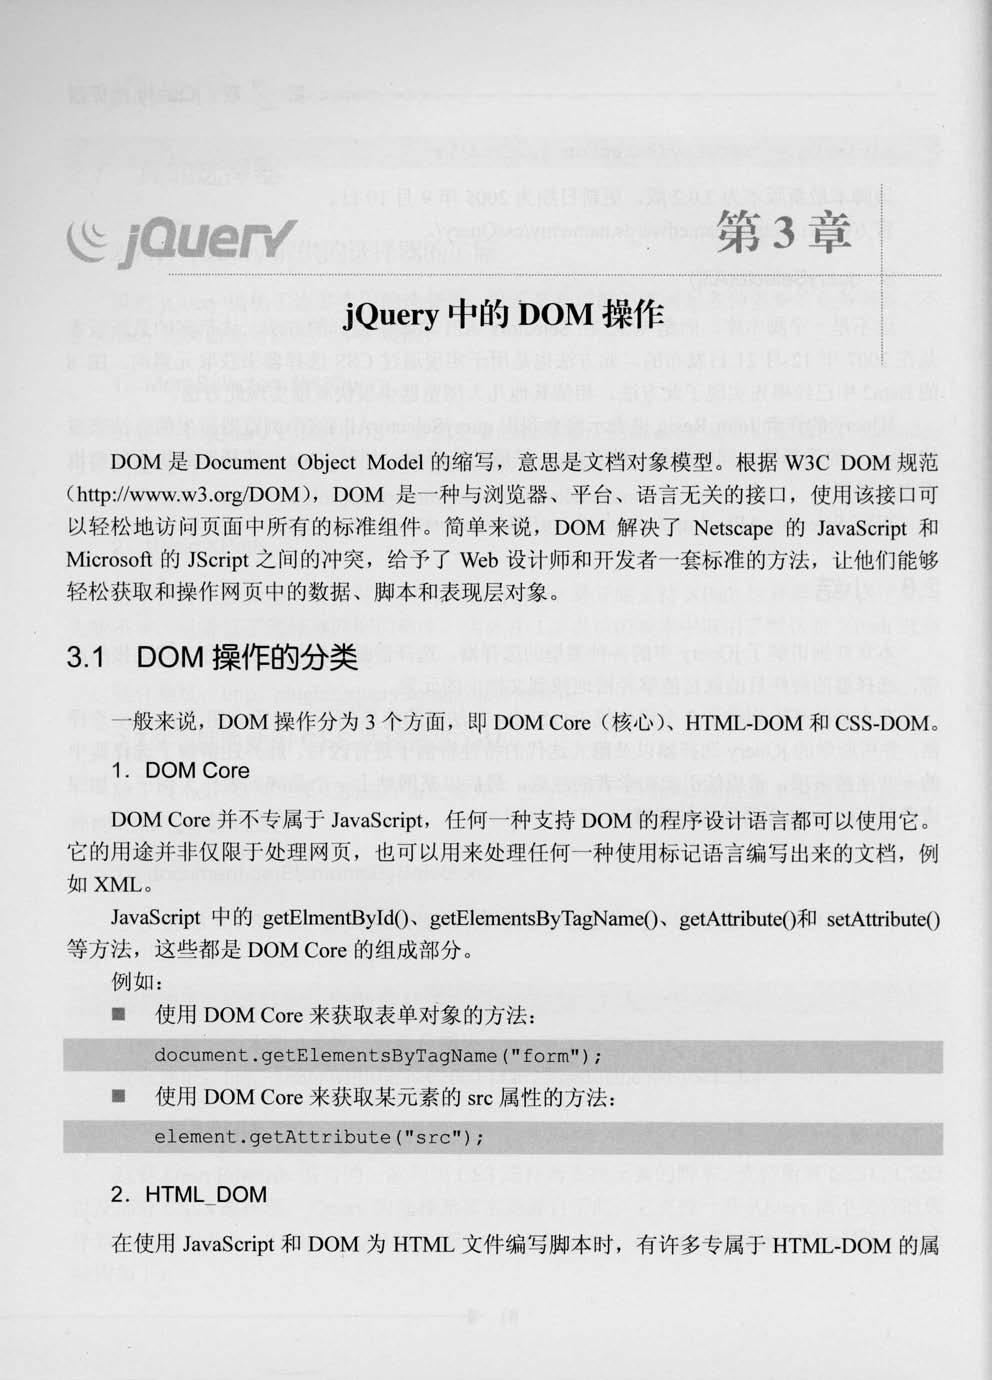 jQuery
第 3 章
jQuery 中的 DOM 操作
DOM 是 Document Object Model 的缩写，意思是文档对象模型。根据 W3C DOM 规范
（http://www.w3.org/DOM），DOM 是一种与浏览器、平台、语言无关的接口，使用该接口可
以轻松地访问页面中所有的标准组件。简单来说，DOM 解决了 Netscape 的 JavaScript 和
Microsoft 的 JScript 之间的冲突，给予了 Web 设计师和开发者一套标准的方法，让他们能够
轻松获取和操作网页中的数据、脚本和表现层对象。
3.1 DOM 操作的分类
一般来说，DOM 操作分为 3 个方面，即 DOM Core（核心）、HTML-DOM 和 CSS-DOM。
1．DOM Core
DOM Core 并不专属于 JavaScript，任何一种支持 DOM 的程序设计语言都可以使用它。
它的用途并非仅限于处理网页，也可以用来处理任何一种使用标记语言编写出来的文档，例
如 XML。
JavaScript 中的 getElmentById()、getElementsByTagName()、getAttribute()和 setAttribute()
等方法，这些都是 DOM Core 的组成部分。
例如：
■ 使用 DOM Core 来获取表单对象的方法：
document.getElementsByTagName("form");
■ 使用 DOM Core 来获取某元素的 src 属性的方法：
element.getAttribute("src");
2．HTML_DOM
在使用 JavaScript 和 DOM 为 HTML 文件编写脚本时，有许多专属于 HTML-DOM 的属